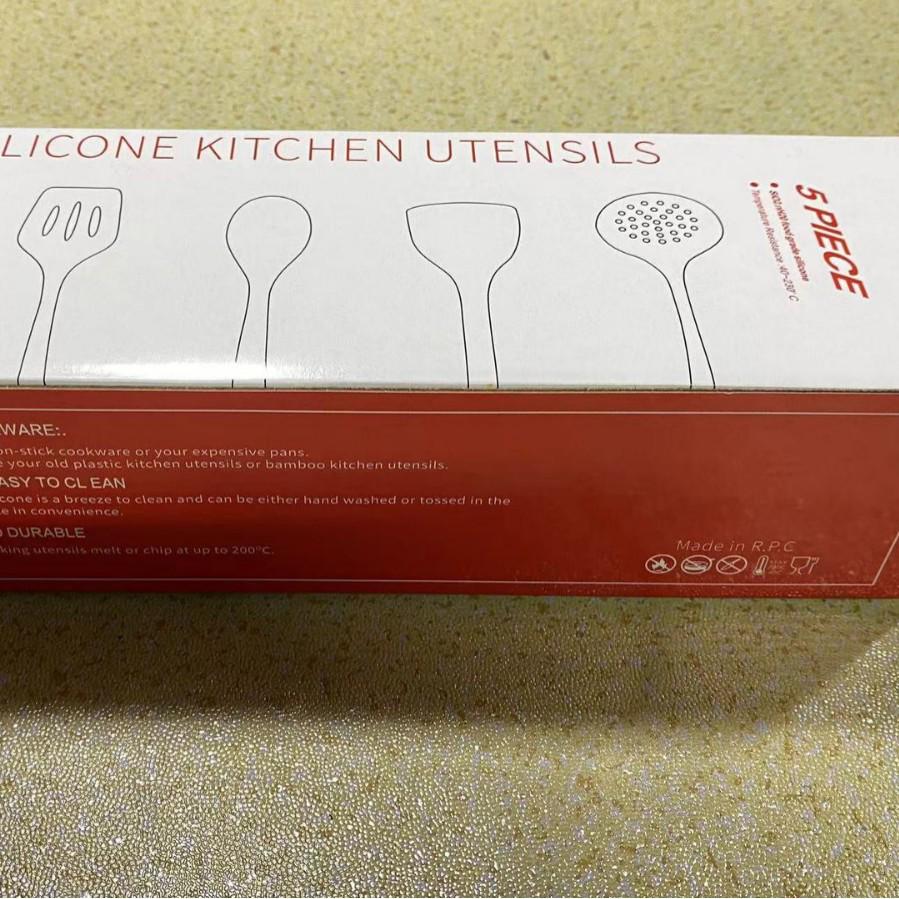 LICONE KITCHEN UTENSILS
5 PIECE
food grade silicone
Temperature Resistance -40~230°C
WARE:.
on-stick cookware or your expensive pans.
e your old plastic kitchen utensils or bamboo kitchen utensils.
ASY TO CL EAN
cone is a breeze to clean and can be either hand washed or tossed in the
e in convenience.
DURABLE
king utensils melt or chip at up to 200°C.
Made in R.P.C